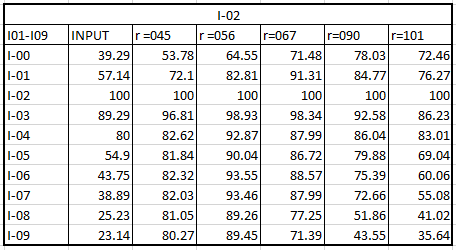 I-02
I01-I09 INPUT r =045 r =056 r=067 r=090 r=101
I-00 39.29 53.78 64.55 71.48 78.03 72.46
I-01 57.14 72.1 82.81 91.31 84.77 76.27
I-02 100 100 100 100 100 100
I-03 89.29 96.81 98.93 98.34 92.58 86.23
I-04 80 82.62 92.87 87.99 86.04 83.01
I-05 54.9 81.84 90.04 86.72 79.88 69.04
I-06 43.75 82.32 93.55 88.57 75.39 60.06
I-07 38.89 82.03 93.46 87.99 72.66 55.08
I-08 25.23 81.05 89.26 77.25 51.86 41.02
I-09 23.14 80.27 89.45 71.39 43.55 35.64